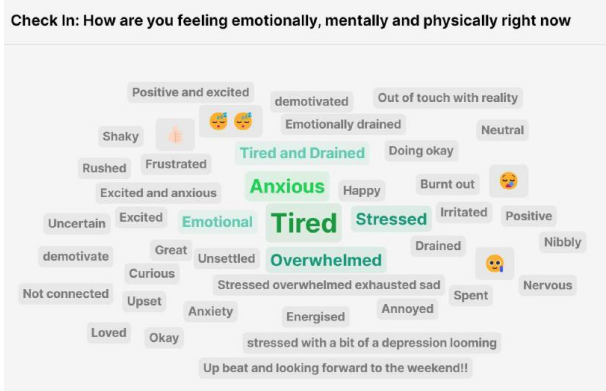 Check In: How are you feeling emotionally, mentally and physically right now
Positive and excited
demotivated
Out of touch with reality
Shaky
Emotionally drained
Neutral
Rushed
Frustrated
Tired and Drained
Doing okay
Excited and anxious
Anxious
Happy
Burnt out
Uncertain
Excited
Emotional
Tired
Stressed
Irritated
Positive
demotivate
Great
Unsettled
Overwhelmed
Drained
Nibbly
Curious
Stressed overwhelmed exhausted sad
Nervous
Not connected
Upset
Anxiety
Energised
Annoyed
Spent
Loved
Okay
stressed with a bit of a depression looming
Up beat and looking forward to the weekend!!